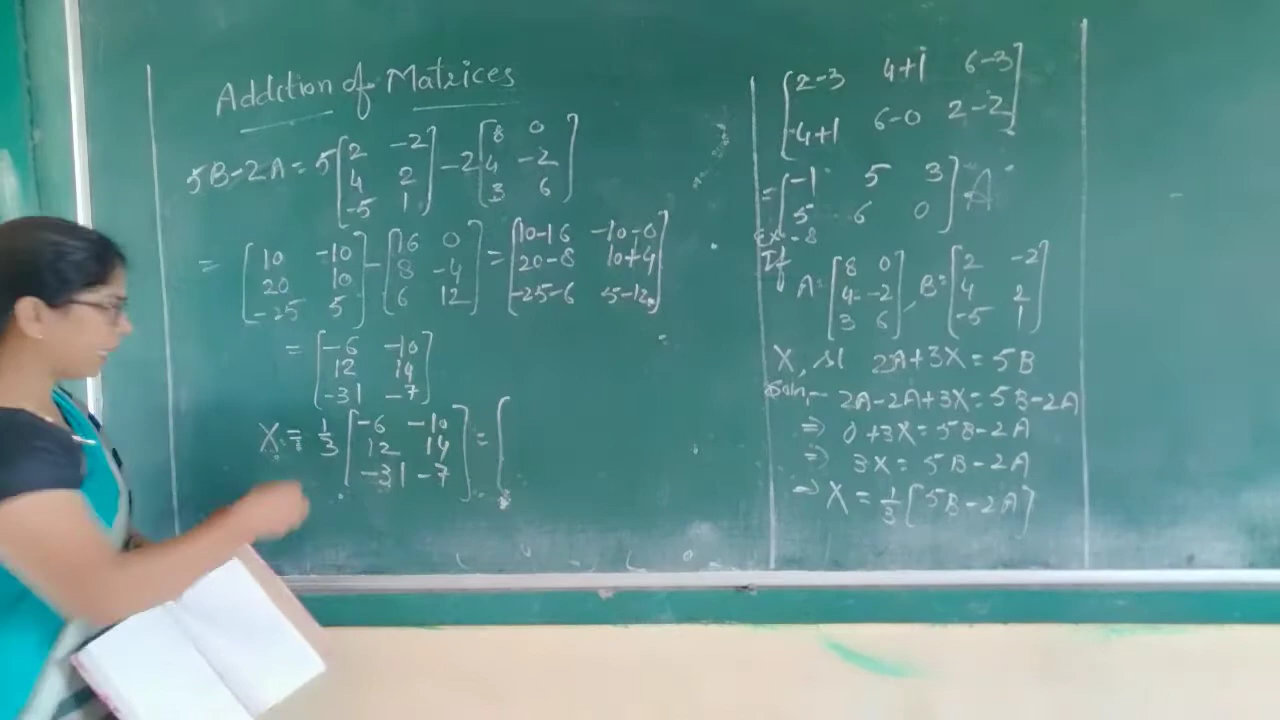 Addition of Matrices
5B-2A = 5[2 -2
4 2
-5 1] -2[8 0
4 -2
3 6]
= [10 -10
20 10
-25 5] - [16 0
8 -4
6 12] = [10-16 -10-0
20-8 10+4
-25-6 5-12]
= [-6 -10
12 14
-31 -7]
X = 1/3 [-6 -10
12 14
-31 -7] = [
[2-3 4+1 6-3
4+1 6-0 2-2]
= [-1 5 3
5 6 0]
Ex-8
If
A = [8 0
4 -2
3 6], B = [2 -2
4 2
-5 1]
X, st 2A+3X = 5B
Soln,- 2A-2A+3X = 5B-2A
⇒ 0+3X = 5B-2A
⇒ 3X = 5B-2A
⇒ X = 1/3 [5B-2A]